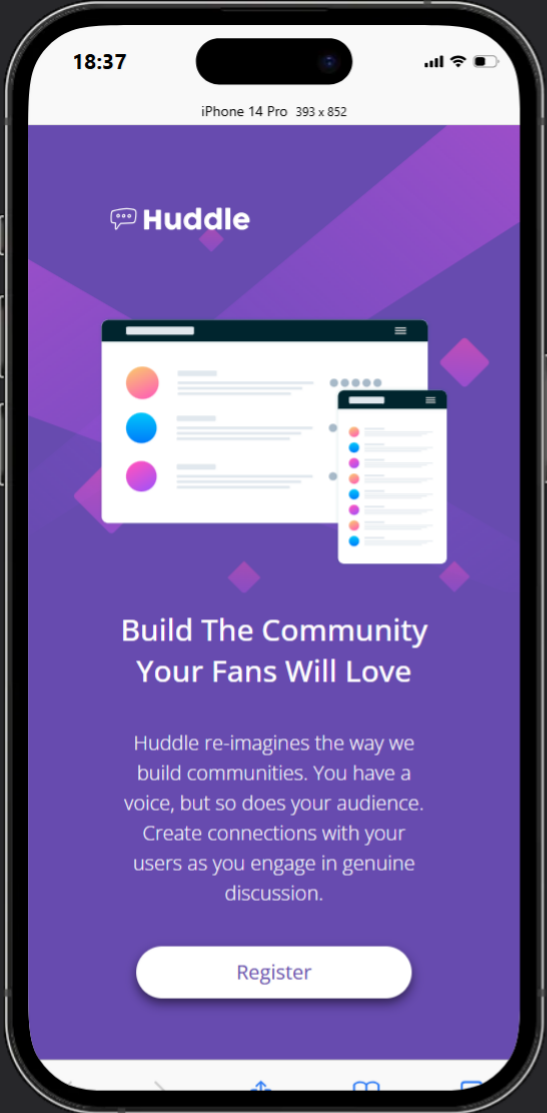 18:37
iPhone 14 Pro 393 x 852
Huddle
Build The Community
Your Fans Will Love
Huddle re-imagines the way we
build communities. You have a
voice, but so does your audience.
Create connections with your
users as you engage in genuine
discussion.
Register